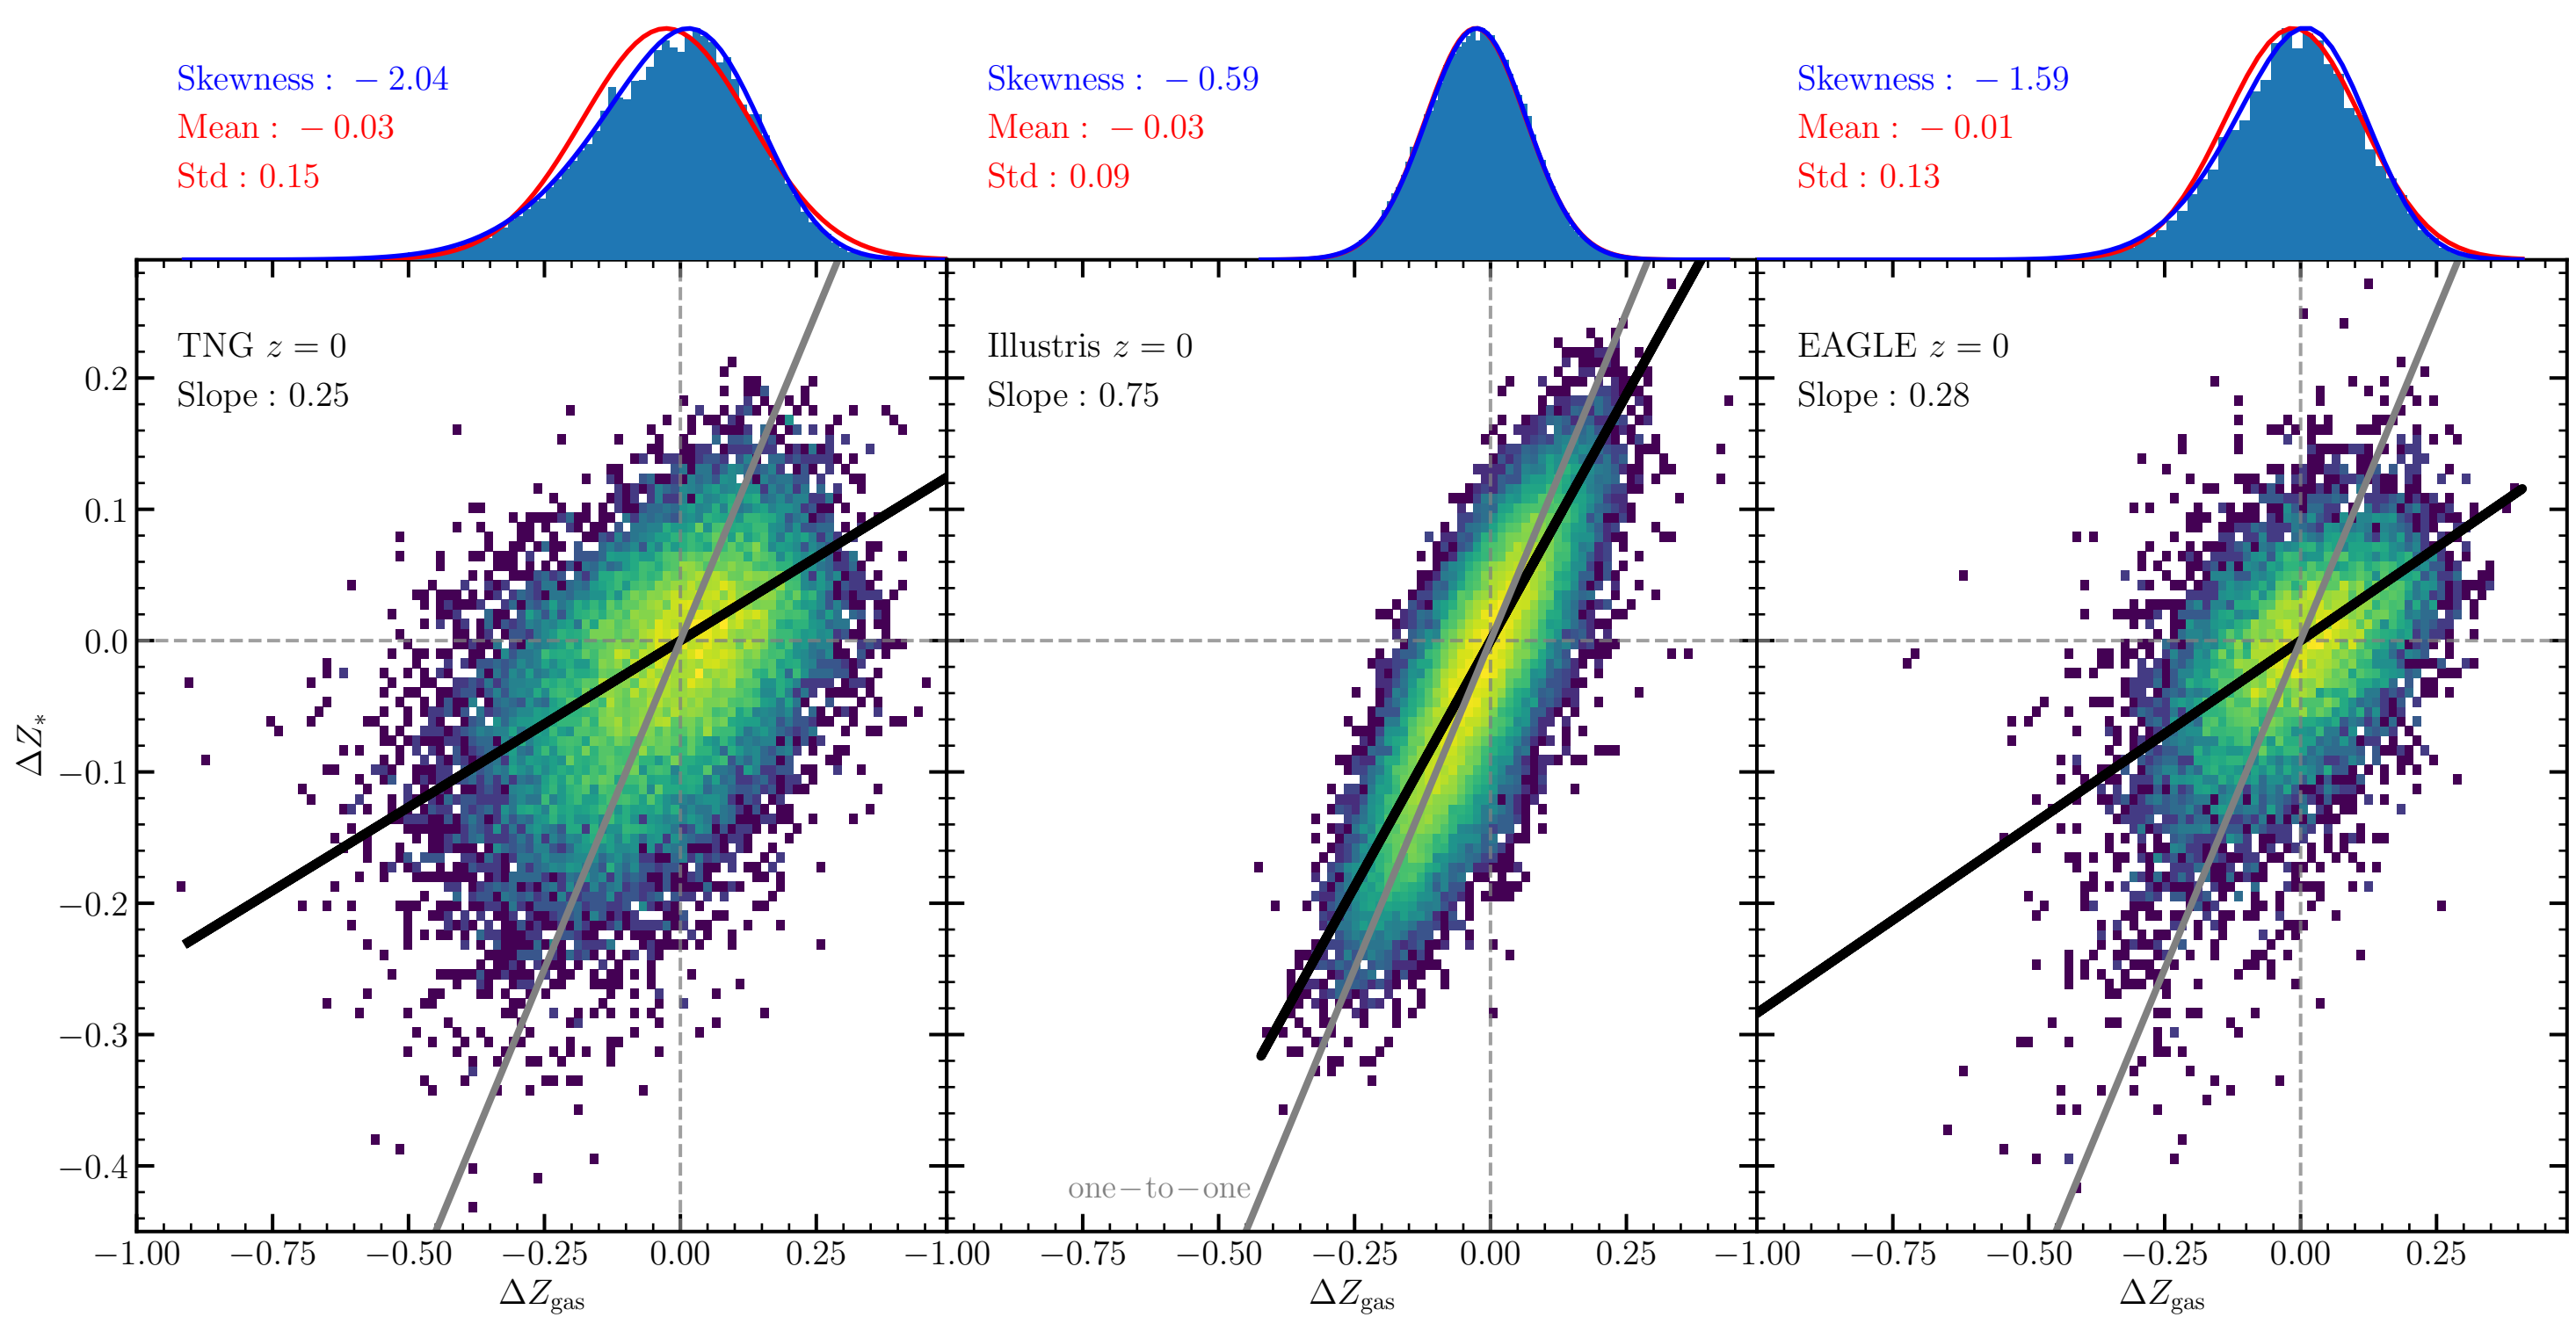 Skewness : −2.04
Mean : −0.03
Std : 0.15
Skewness : −0.59
Mean : −0.03
Std : 0.09
Skewness : −1.59
Mean : −0.01
Std : 0.13
TNG z = 0
Slope : 0.25
Illustris z = 0
Slope : 0.75
EAGLE z = 0
Slope : 0.28
one−to−one
ΔZ*
0.2
0.1
0.0
−0.1
−0.2
−0.3
−0.4
−1.00 −0.75 −0.50 −0.25 0.00 0.25
−1.00 −0.75 −0.50 −0.25 0.00 0.25
−1.00 −0.75 −0.50 −0.25 0.00 0.25
ΔZgas
ΔZgas
ΔZgas